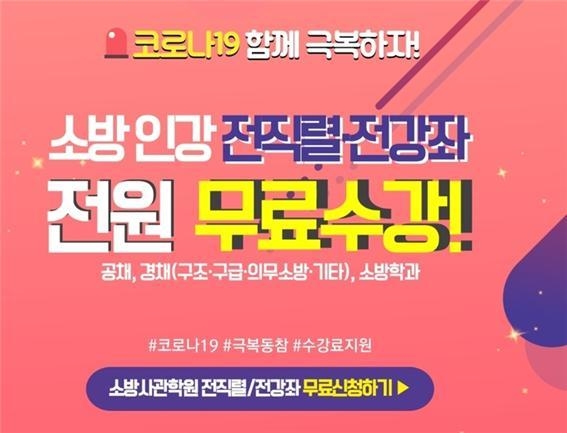 코로나19 함께 극복하자!
소방 인강 전직렬·전강좌
전원 무료수강!
공채, 경채(구조·구급·의무소방·기타), 소방학과
#코로나19 #극복동참 #수강료지원
소방사관학원 전직렬/전강좌 무료신청하기 ▶